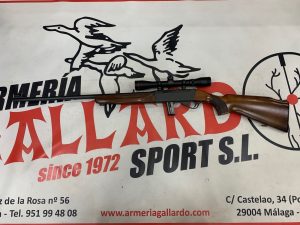 ARMERIA
GALLARDO
since 1972 SPORT S.L.
z de la Rosa nº 56
C/ Castelao, 34 (Po
a - Tel. 951 99 48 08
www.armeriagallardo.com
29004 Málaga -